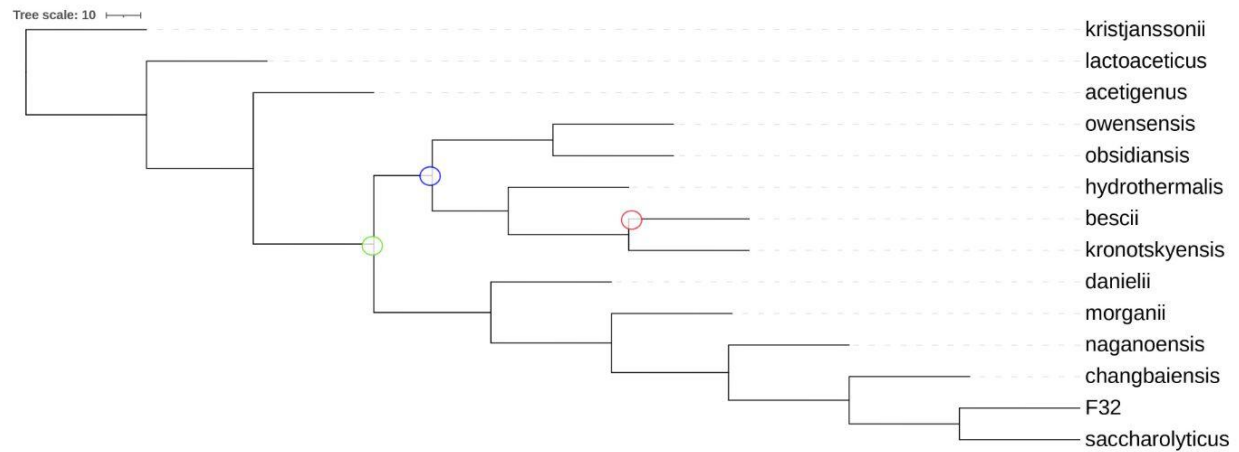 Tree scale: 10
kristjanssonii
lactoaceticus
acetigenus
owensensis
obsidiansis
hydrothermalis
bescii
kronotskyensis
danielii
morganii
naganoensis
changbaiensis
F32
saccharolyticus